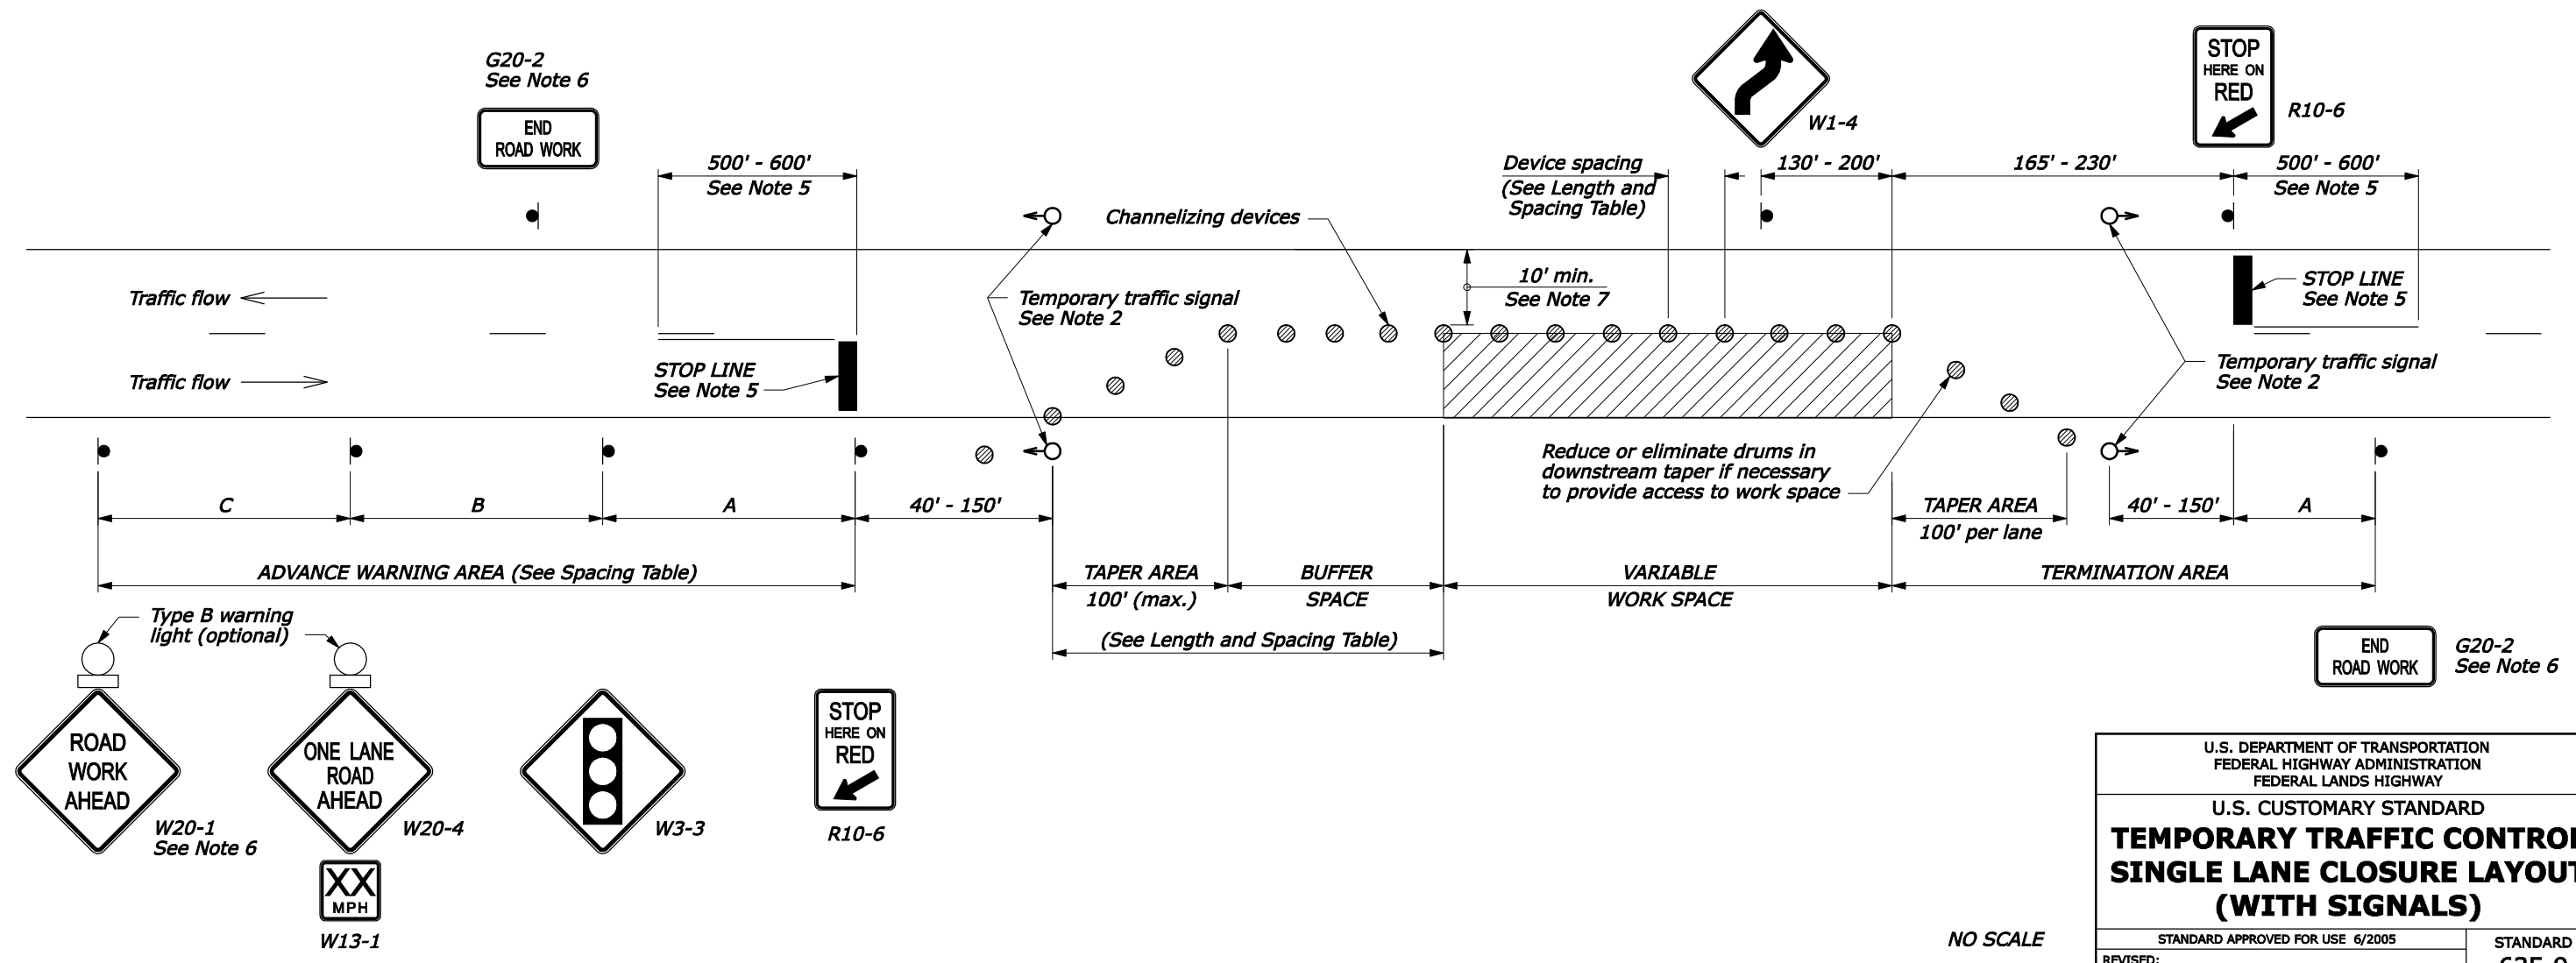 G20-2
See Note 6
END
ROAD WORK
500' - 600'
See Note 5
W1-4
STOP
HERE ON
RED
R10-6
Device spacing
(See Length and
Spacing Table)
130' - 200'
165' - 230'
500' - 600'
See Note 5
Channelizing devices
10' min.
See Note 7
Traffic flow
Temporary traffic signal
See Note 2
STOP LINE
See Note 5
Traffic flow
STOP LINE
See Note 5
Temporary traffic signal
See Note 2
Reduce or eliminate drums in
downstream taper if necessary
to provide access to work space
C
B
A
40' - 150'
TAPER AREA
100' per lane
40' - 150'
A
ADVANCE WARNING AREA (See Spacing Table)
TAPER AREA
100' (max.)
BUFFER
SPACE
VARIABLE
WORK SPACE
TERMINATION AREA
(See Length and Spacing Table)
Type B warning
light (optional)
ROAD
WORK
AHEAD
W20-1
See Note 6
ONE LANE
ROAD
AHEAD
W20-4
XX
MPH
W13-1
W3-3
STOP
HERE ON
RED
R10-6
END
ROAD WORK
G20-2
See Note 6
NO SCALE
U.S. DEPARTMENT OF TRANSPORTATION
FEDERAL HIGHWAY ADMINISTRATION
FEDERAL LANDS HIGHWAY
U.S. CUSTOMARY STANDARD
TEMPORARY TRAFFIC CONTROL
SINGLE LANE CLOSURE LAYOUT
(WITH SIGNALS)
STANDARD APPROVED FOR USE 6/2005
STANDARD
REVISED: